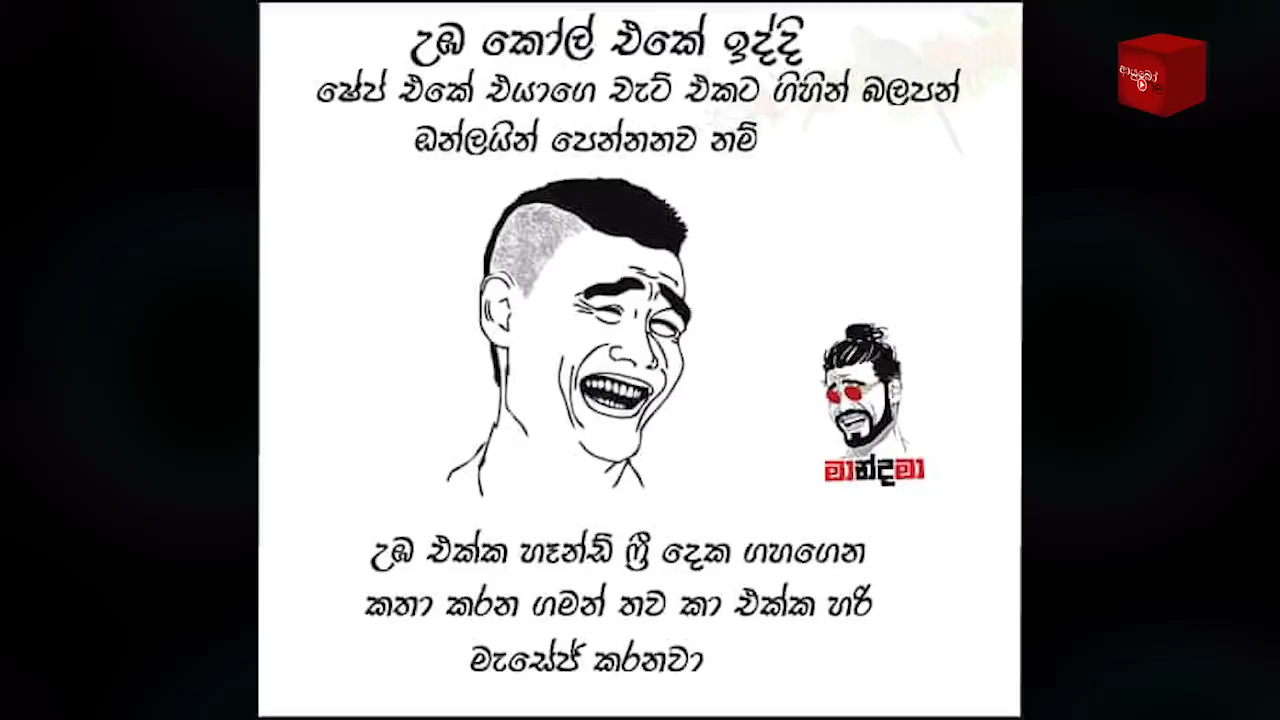 උඹ කෝල් එකේ ඉද්දි
ෂේප් එකේ එයාගෙ චැට් එකට ගිහින් බලපන්
ඔන්ලයින් පෙන්නනව නම්
මාන්දමා
උඹ එක්ක හෑන්ඩ් ෆ්‍රී දෙක ගහගෙන
කතා කරන ගමන් තව කා එක්ක හරි
මැසේජ් කරනවා